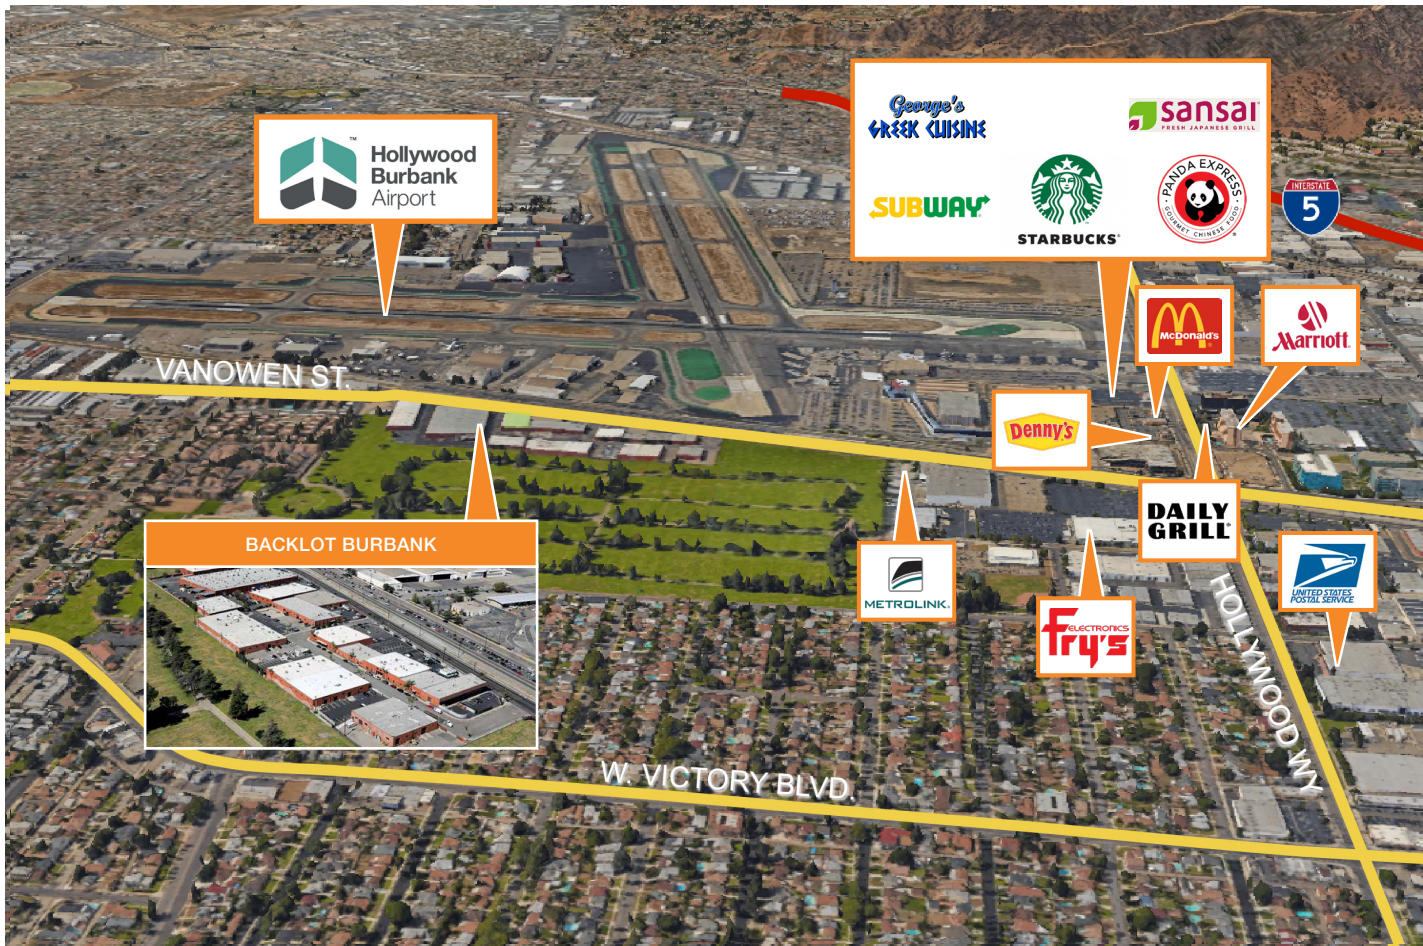 George's
GREEK CUISINE
sansai
FRESH JAPANESE GRILL
Hollywood
Burbank
Airport
™
SUBWAY
STARBUCKS®
PANDA EXPRESS
GOURMET CHINESE FOOD
INTERSTATE
5
McDonald's
Marriott
VANOWEN ST.
Denny's
DAILY
GRILL
BACKLOT BURBANK
METROLINK
UNITED STATES
POSTAL SERVICE
ELECTRONICS
Fry's
HOLLYWOOD WY
W. VICTORY BLVD.